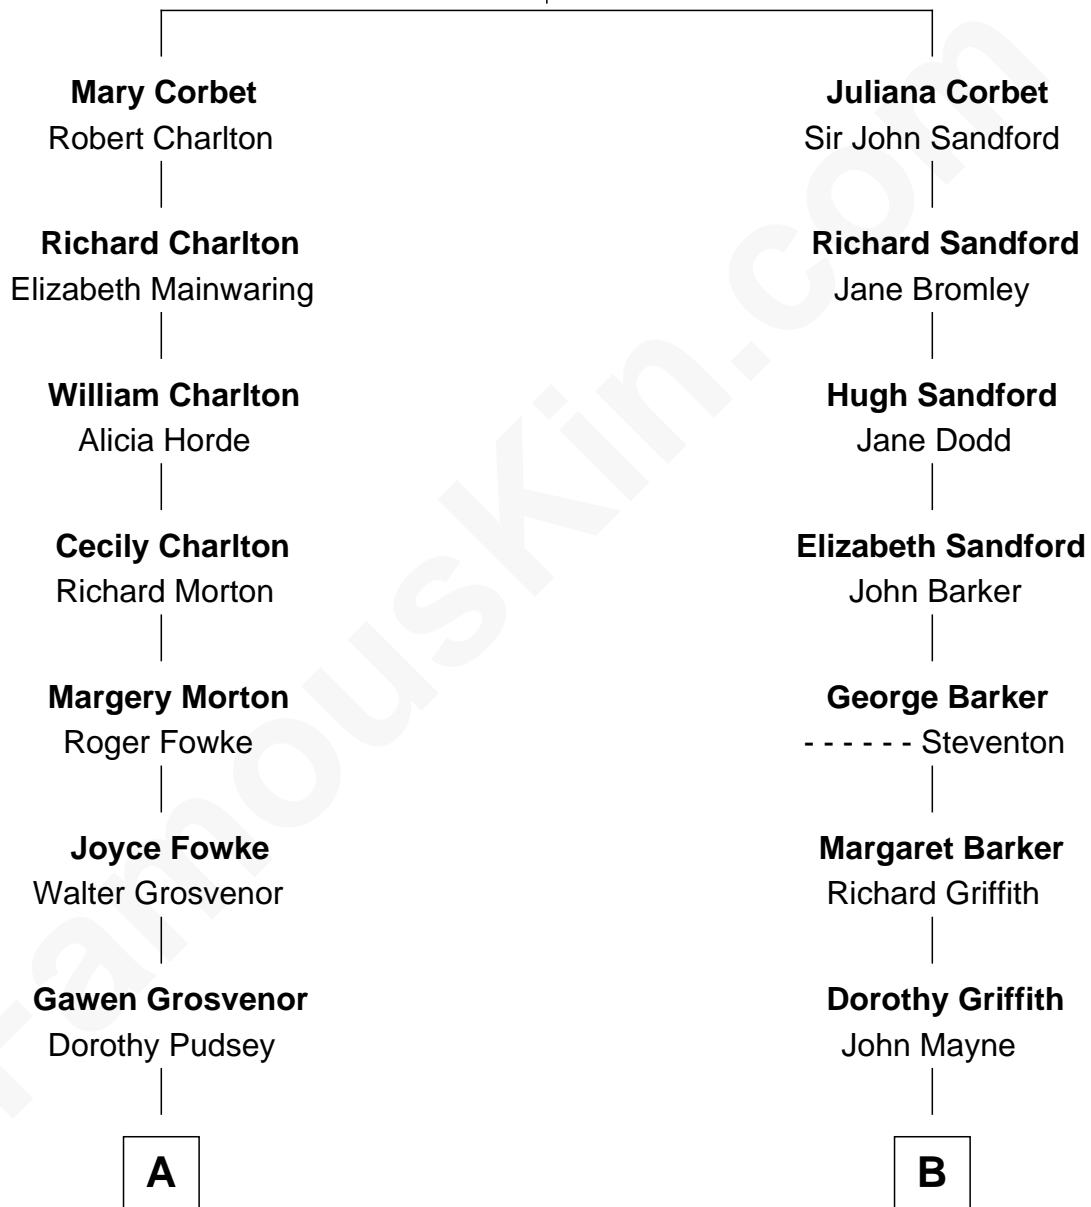 Mary Corbet
Robert Charlton
Juliana Corbet
Sir John Sandford
Richard Charlton
Elizabeth Mainwaring
Richard Sandford
Jane Bromley
William Charlton
Alicia Horde
Hugh Sandford
Jane Dodd
Cecily Charlton
Richard Morton
Elizabeth Sandford
John Barker
Margery Morton
Roger Fowke
George Barker
- - - - - - Steventon
Joyce Fowke
Walter Grosvenor
Margaret Barker
Richard Griffith
Gawen Grosvenor
Dorothy Pudsey
Dorothy Griffith
John Mayne
A
B
FamousKin.com